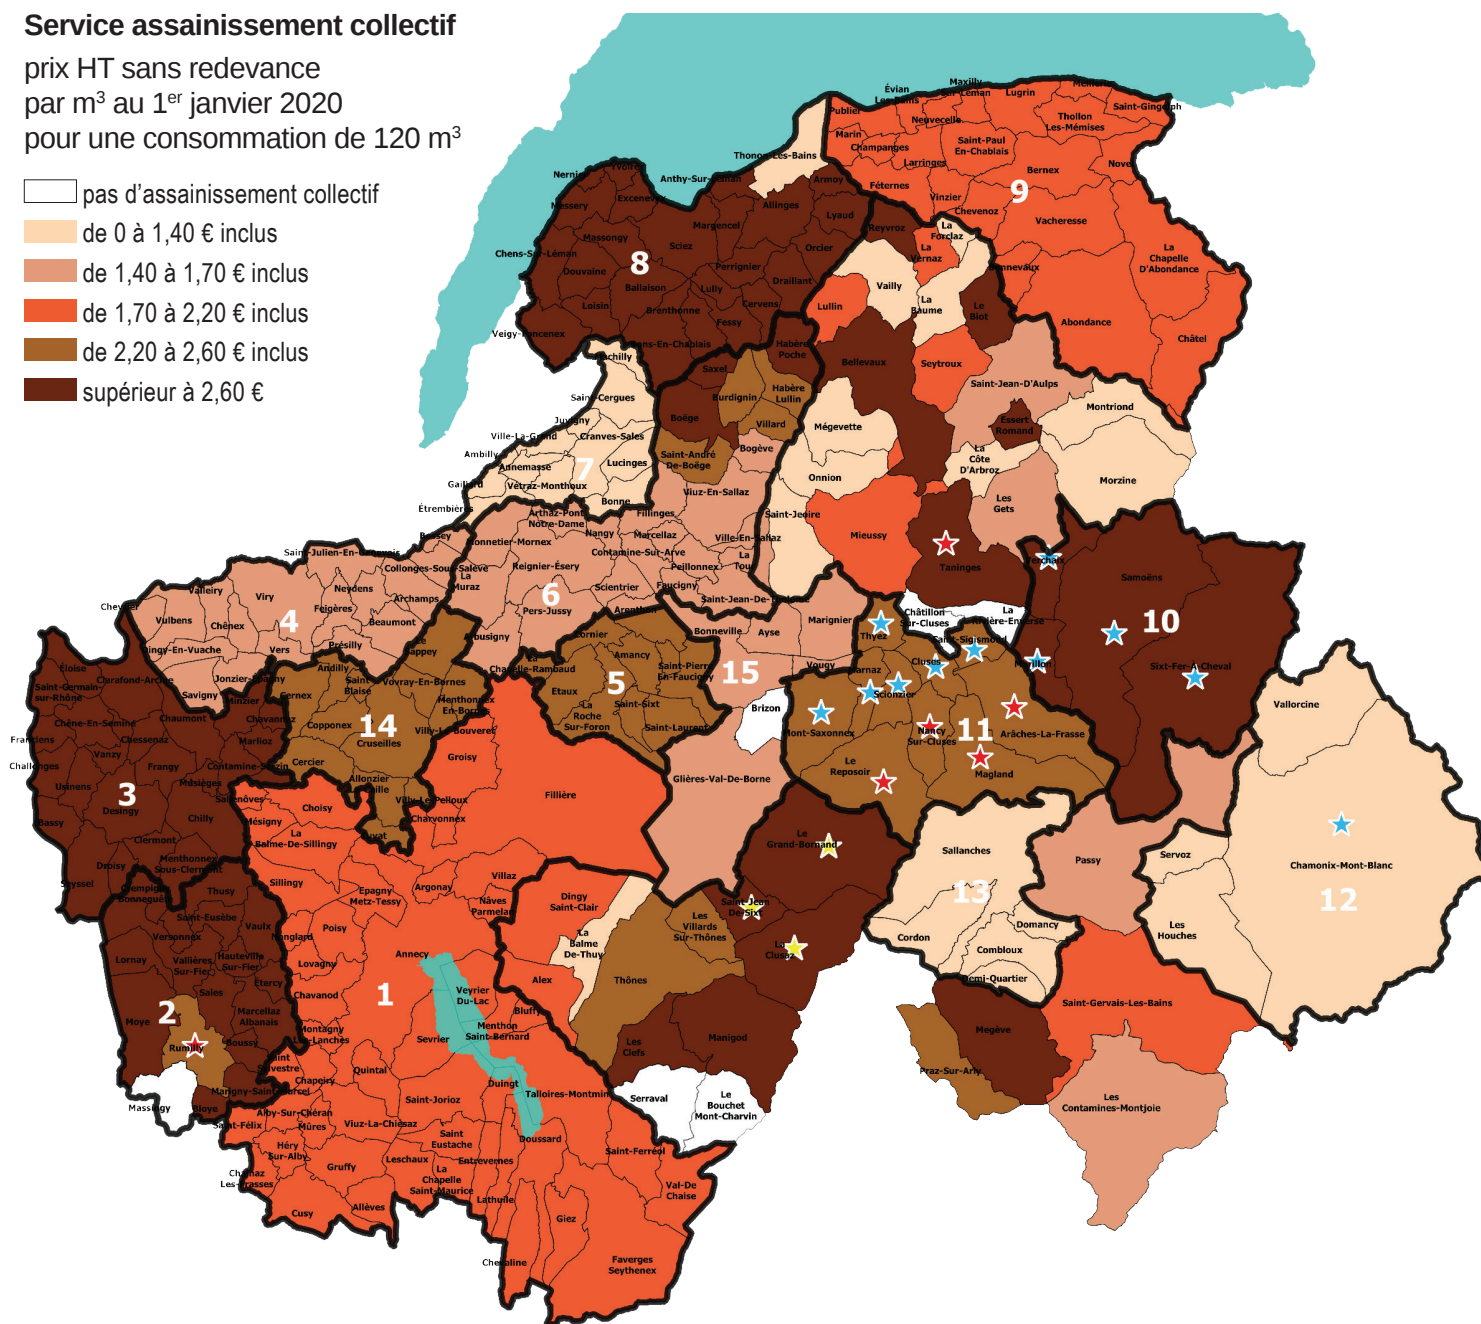 Service assainissement collectif
prix HT sans redevance
par m³ au 1er janvier 2020
pour une consommation de 120 m³
pas d’assainissement collectif
de 0 à 1,40 € inclus
de 1,40 à 1,70 € inclus
de 1,70 à 2,20 € inclus
de 2,20 à 2,60 € inclus
supérieur à 2,60 €
Évian
Les-Bains
Maxilly
Sur-Léman
Lugrin
Saint-Gingolph
Publier
Neuvecelle
Thollon
Les-Mémises
Marin
Champanges
Saint-Paul
En-Chablais
Larringes
Bernex
Novel
Féternes
Vinzier
Chevenoz
9
Vacheresse
La
Chapelle
D'Abondance
Bonnevaux
Abondance
Châtel
Thonon-Les-Bains
Anthy-Sur-Léman
Armoy
Nernier
Yvoire
Excenevex
Messery
Allinges
Lyaud
Margencel
Massongy
Sciez
Orcier
Chens-Sur-Léman
8
Perrignier
Douvaine
Draillant
Ballaison
Lully
Loisin
Cervens
Brenthonne
Fessy
Veigy-Foncenex
Bons-En-Chablais
Habère
Poche
Reyvroz
La
Forclaz
La
Vernaz
Vailly
La
Baume
Le
Biot
Lullin
Bellevaux
Seytroux
Saint-Jean-D'Aulps
Montriond
Essert
Romand
La
Côte
D'Arbroz
Morzine
Les
Gets
Mégevette
Onnion
Saint-Jeoire
Mieussy
Taninges
Machilly
Saint-Cergues
Juvigny
Ville-La-Grand
Cranves-Sales
Ambilly
Annemasse
7
Lucinges
Gaillard
Vétraz-Monthoux
Bonne
Étrembières
Saxel
Burdignin
Habère
Lullin
Boëge
Villard
Saint-André
De-Boëge
Bogève
Viuz-En-Sallaz
Fillinges
Arthaz-Pont
Notre-Dame
Nangy
Marcellaz
Ville-En-Sallaz
Monnetier-Mornex
Contamine-Sur-Arve
La
Tour
Reignier-Ésery
Peillonnex
La
Muraz
6
Scientrier
Faucigny
Pers-Jussy
Arenthon
Saint-Jean-De-Tholome
Arbusigny
Bossey
Saint-Julien-En-Genevois
Collonges-Sous-Salève
Neydens
Valleiry
Viry
Archamps
Chevrier
Feigères
Vulbens
Chênex
4
Beaumont
Présilly
Dingy-En-Vuache
Vers
Jonzier-Épagny
Savigny
Le
Sappey
Andilly
Saint
Blaise
Vovray-En-Bornes
Cernex
Menthonnex
En-Bornes
Copponex
14
Cruseilles
Villy-Le-Bouveret
Cercier
Allonzier
La-Caille
Villy-Le-Pelloux
Cuvat
La
Chapelle-Rambaud
Cornier
Amancy
Saint-Pierre
En-Faucigny
Etaux
5
Saint-Sixt
La
Roche
Sur-Foron
Saint-Laurent
Bonneville
Ayse
Marignier
Vougy
15
Brizon
Glières-Val-De-Borne
Châtillon
Sur-Cluses
La
Rivière-Enverse
Thyez
Saint-Sigismond
Marnaz
Cluses
Scionzier
Mont-Saxonnex
Nancy
Sur-Cluses
11
Arâches-La-Frasse
Le
Reposoir
Magland
Verchaix
Samoëns
10
Morillon
Sixt-Fer-À-Cheval
Vallorcine
Chamonix-Mont-Blanc
12
Servoz
Les
Houches
Passy
Sallanches
13
Cordon
Domancy
Combloux
Demi-Quartier
Saint-Gervais-Les-Bains
Megève
Praz-Sur-Arly
Les
Contamines-Montjoie
Le
Grand-Bornand
Saint-Jean
De-Sixt
La
Clusaz
Les
Villards
Sur-Thônes
Dingy
Saint-Clair
La
Balme
De-Thuy
Thônes
Alex
Les
Clefs
Manigod
Serraval
Le
Bouchet
Mont-Charvin
Éloise
Saint-Germain
sur-Rhône
Clarafond-Arcine
Minzier
Chêne-En-Semine
Chaumont
Chavannaz
Franclens
Chessenaz
Marlioz
Vanzy
Challonges
Frangy
Contamine-Sarzin
Usinens
3
Musièges
Desingy
Bassy
Chilly
Clermont
Droisy
Menthonnex
Sous-Clermont
Seyssel
Crempigny
Bonneguête
Thusy
Saint-Eusèbe
Vaulx
Versonnex
Lornay
Vallières
Sur-Fier
Hauteville
Sur-Fier
Étercy
Sales
2
Marcellaz
Albanais
Moye
Rumilly
Boussy
Marigny-Saint-Marcel
Massingy
Bloye
Groisy
Fillière
Charvonnex
Sallenôves
Choisy
Mésigny
La
Balme-De-Sillingy
Sillingy
Epagny
Metz-Tessy
Argonay
Villaz
Nâves
Parmelan
Poisy
Nonglard
Lovagny
Annecy
Chavanod
1
Veyrier
Du-Lac
Bluffy
Montagny
Les-Lanches
Sevrier
Menthon
Saint-Bernard
Saint
Sylvestre
Chapeiry
Quintal
Duingt
Talloires-Montmin
Alby-Sur-Chéran
Saint-Jorioz
Saint-Félix
Mûres
Viuz-La-Chiésaz
Saint
Eustache
Doussard
Héry
Sur-Alby
Leschaux
Entrevernes
Saint-Ferréol
Chainaz
Les-Frasses
Gruffy
La
Chapelle
Saint-Maurice
Val-De
Chaise
Allèves
Lathuile
Cusy
Giez
Chevaline
Faverges
Seythenex